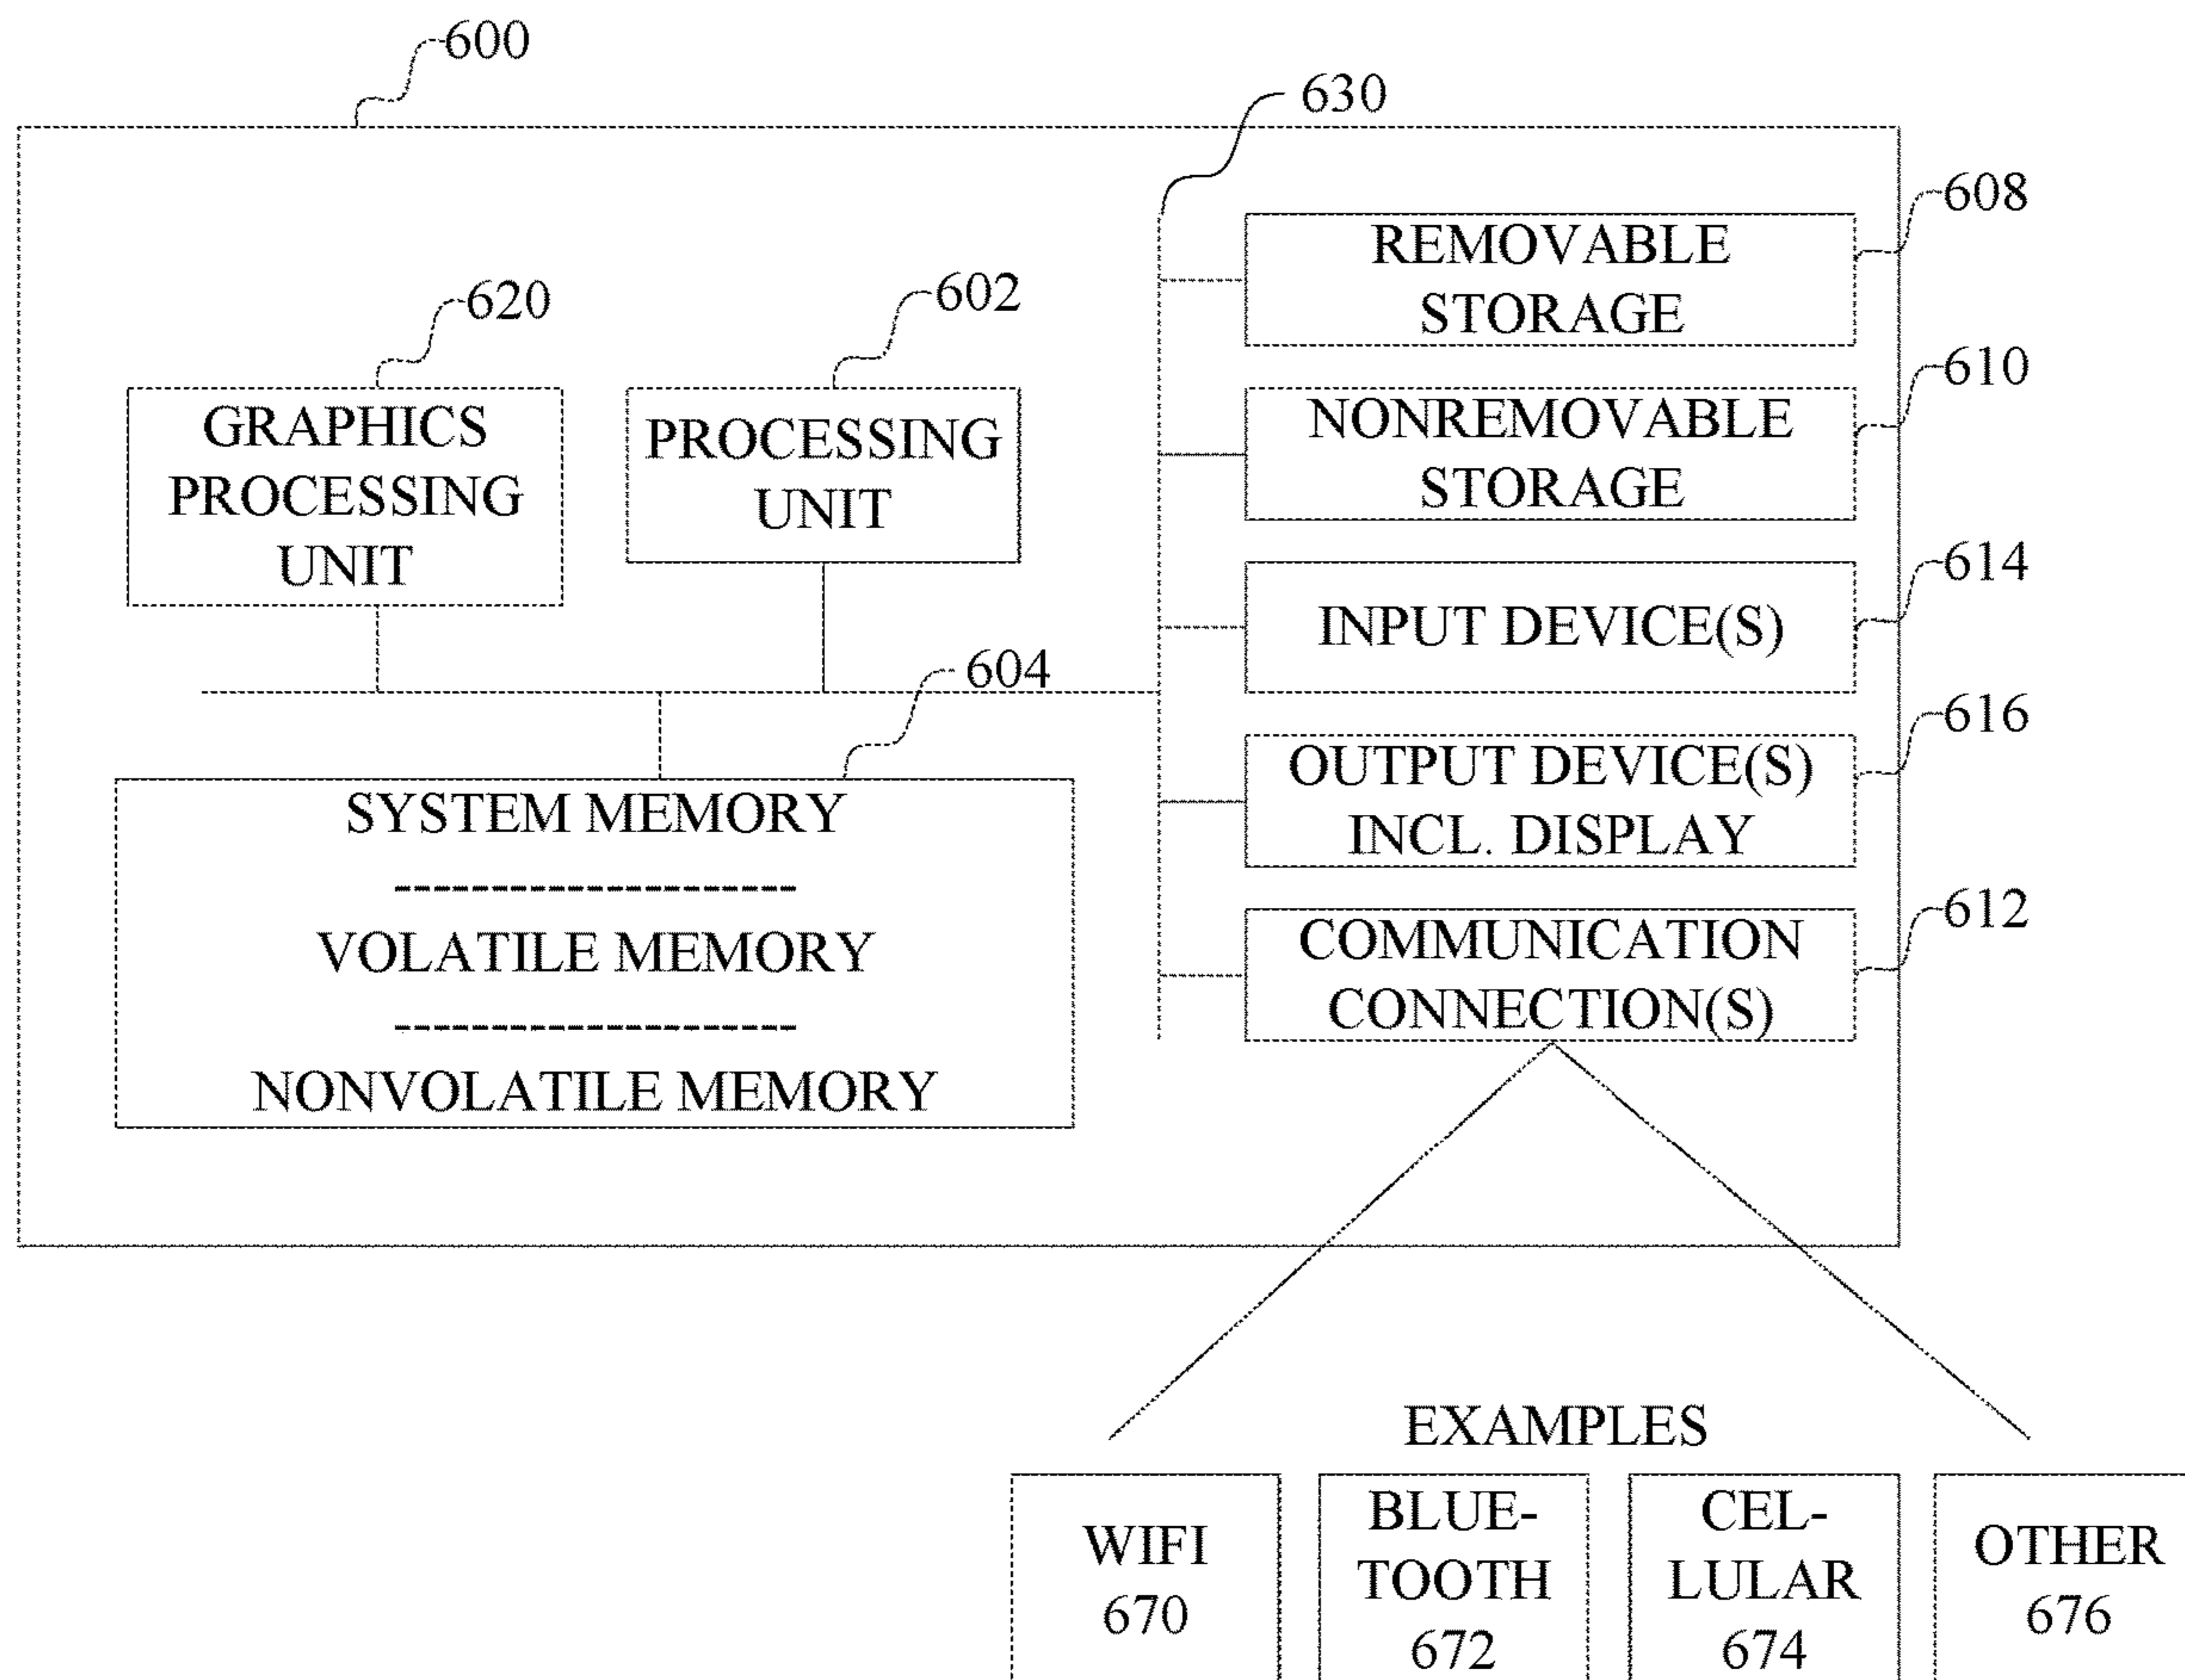 600
630
608
REMOVABLE
STORAGE
620
602
610
GRAPHICS
PROCESSING
UNIT
PROCESSING
UNIT
NONREMOVABLE
STORAGE
614
INPUT DEVICE(S)
604
616
SYSTEM MEMORY
--------------------
VOLATILE MEMORY
--------------------
NONVOLATILE MEMORY
OUTPUT DEVICE(S)
INCL. DISPLAY
612
COMMUNICATION
CONNECTION(S)
EXAMPLES
WIFI
670
BLUE-
TOOTH
672
CEL-
LULAR
674
OTHER
676